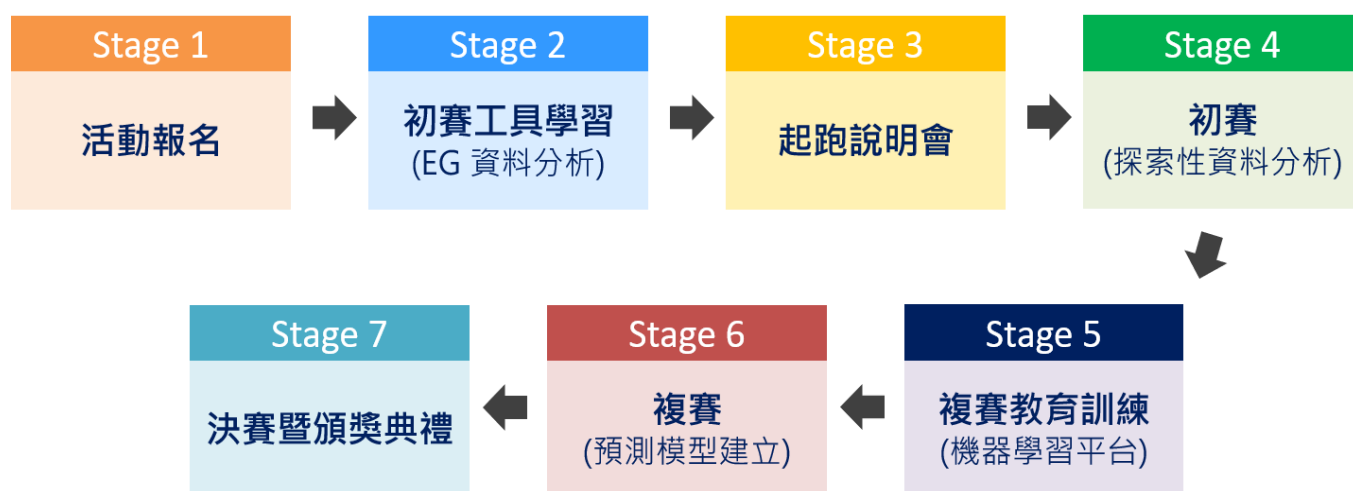 Stage 1
活動報名
Stage 2
初賽工具學習
(EG 資料分析)
Stage 3
起跑說明會
Stage 4
初賽
(探索性資料分析)
Stage 5
複賽教育訓練
(機器學習平台)
Stage 6
複賽
(預測模型建立)
Stage 7
決賽暨頒獎典禮